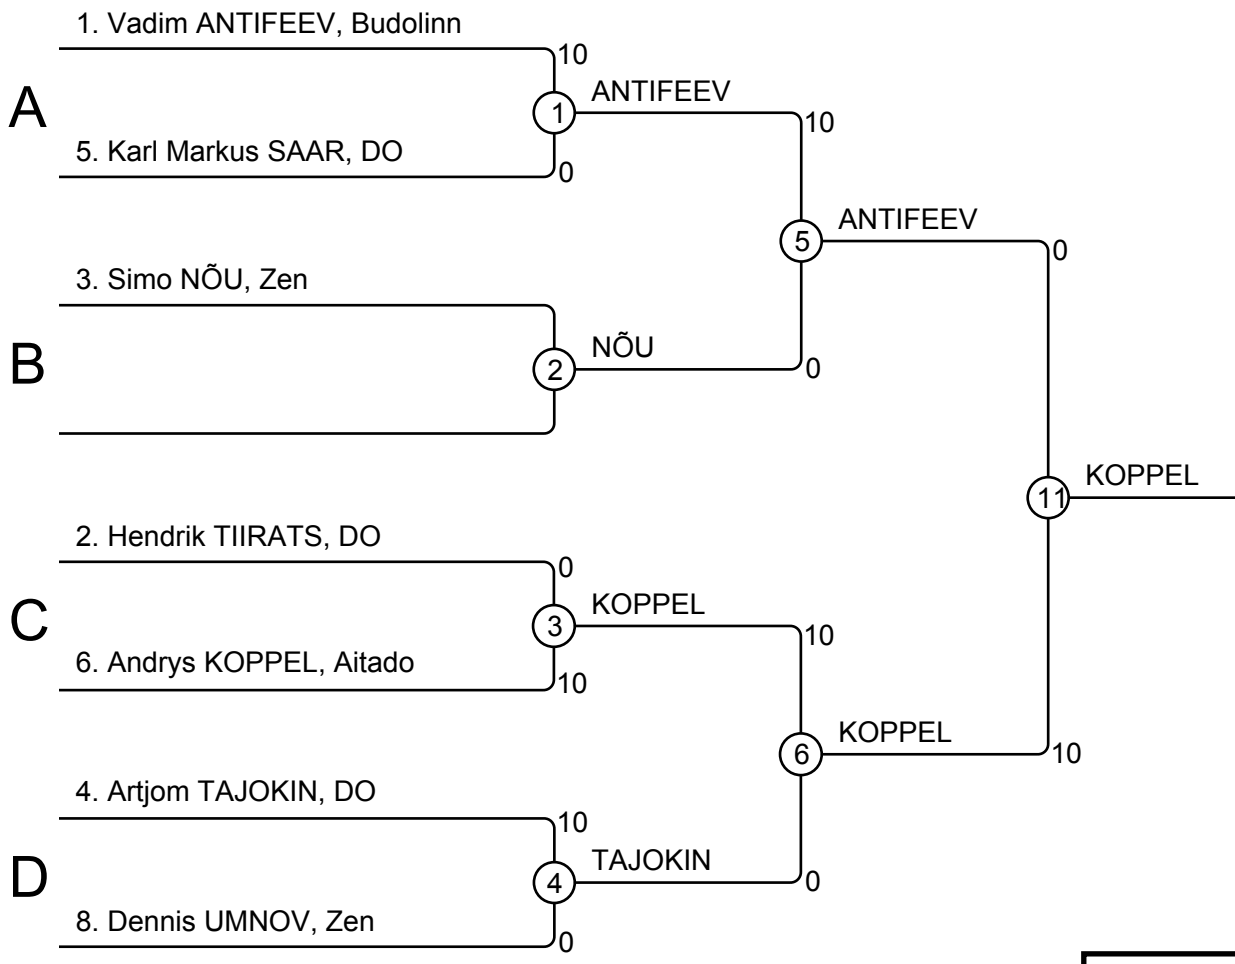 1. Vadim ANTIFEEV, Budolinn
10
A
1
ANTIFEEV
10
5. Karl Markus SAAR, DO
0
5
ANTIFEEV
0
3. Simo NÕU, Zen
B
2
NÕU
0
11
KOPPEL
2. Hendrik TIIRATS, DO
0
C
3
KOPPEL
10
6. Andrys KOPPEL, Aitado
10
6
KOPPEL
10
4. Artjom TAJOKIN, DO
10
D
4
TAJOKIN
0
8. Dennis UMNOV, Zen
0